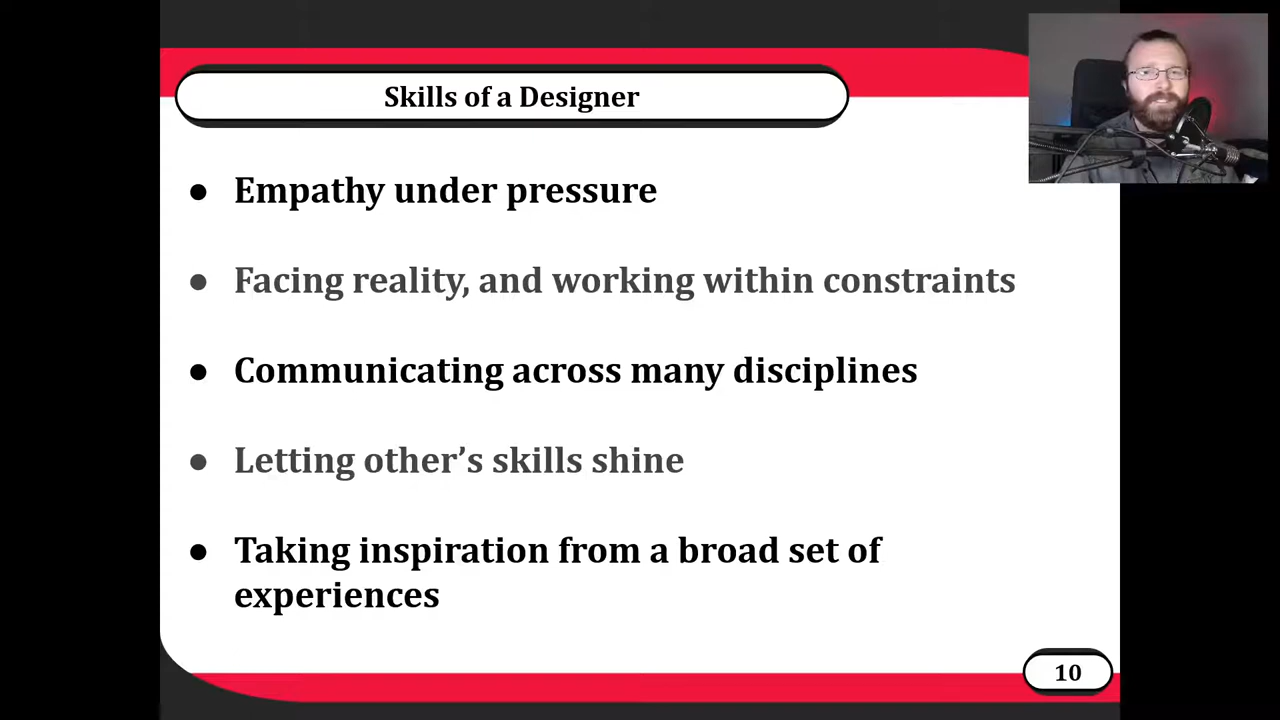 Skills of a Designer
● Empathy under pressure
● Facing reality, and working within constraints
● Communicating across many disciplines
● Letting other’s skills shine
● Taking inspiration from a broad set of
experiences
10